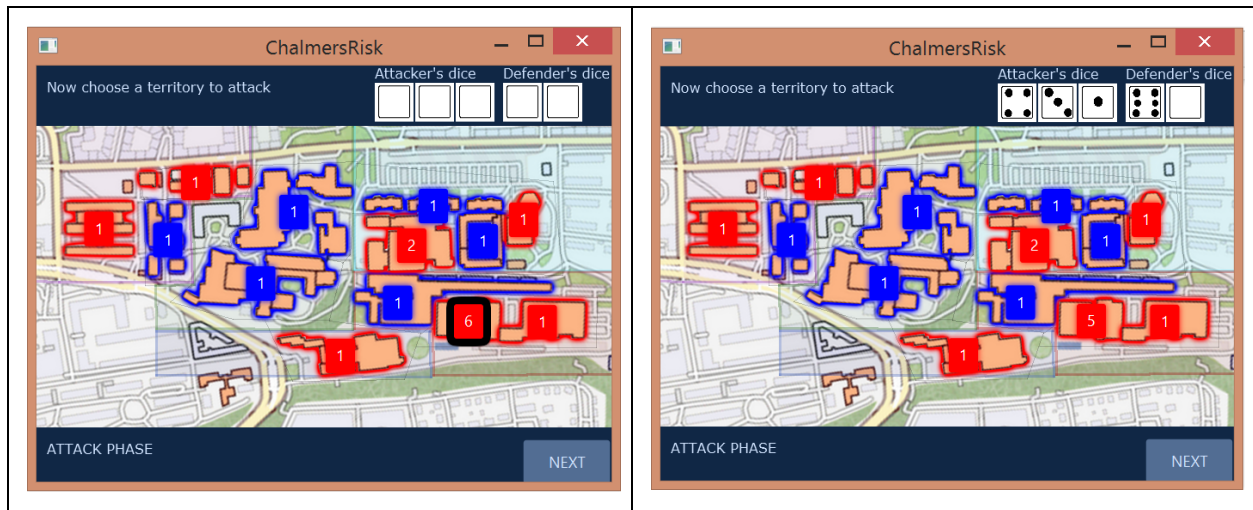 ChalmersRisk
Now choose a territory to attack
Attacker's dice Defender's dice
1
1
1
1
1
1
2
1
1
1
6
1
1
ATTACK PHASE
NEXT
ChalmersRisk
Now choose a territory to attack
Attacker's dice Defender's dice
1
1
1
1
1
1
2
1
1
1
5
1
1
ATTACK PHASE
NEXT